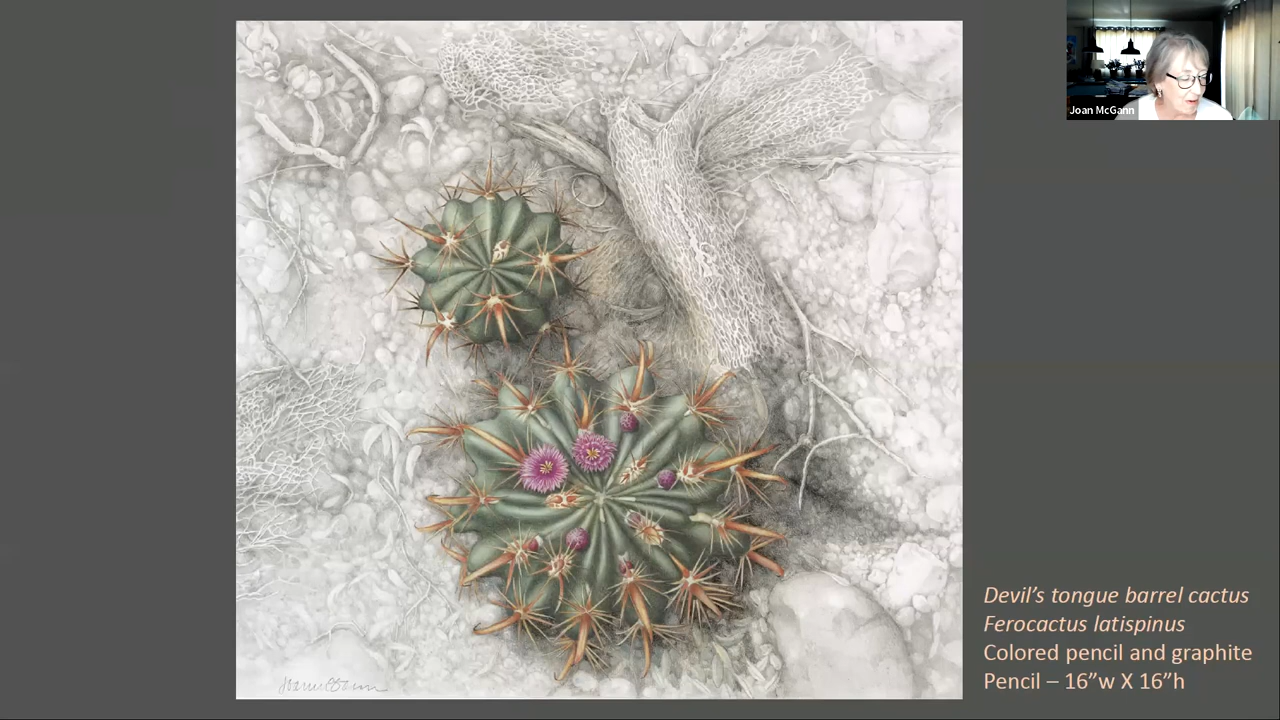 Joan McGann
Devil's tongue barrel cactus
Ferocactus latispinus
Colored pencil and graphite
Pencil – 16”w X 16”h